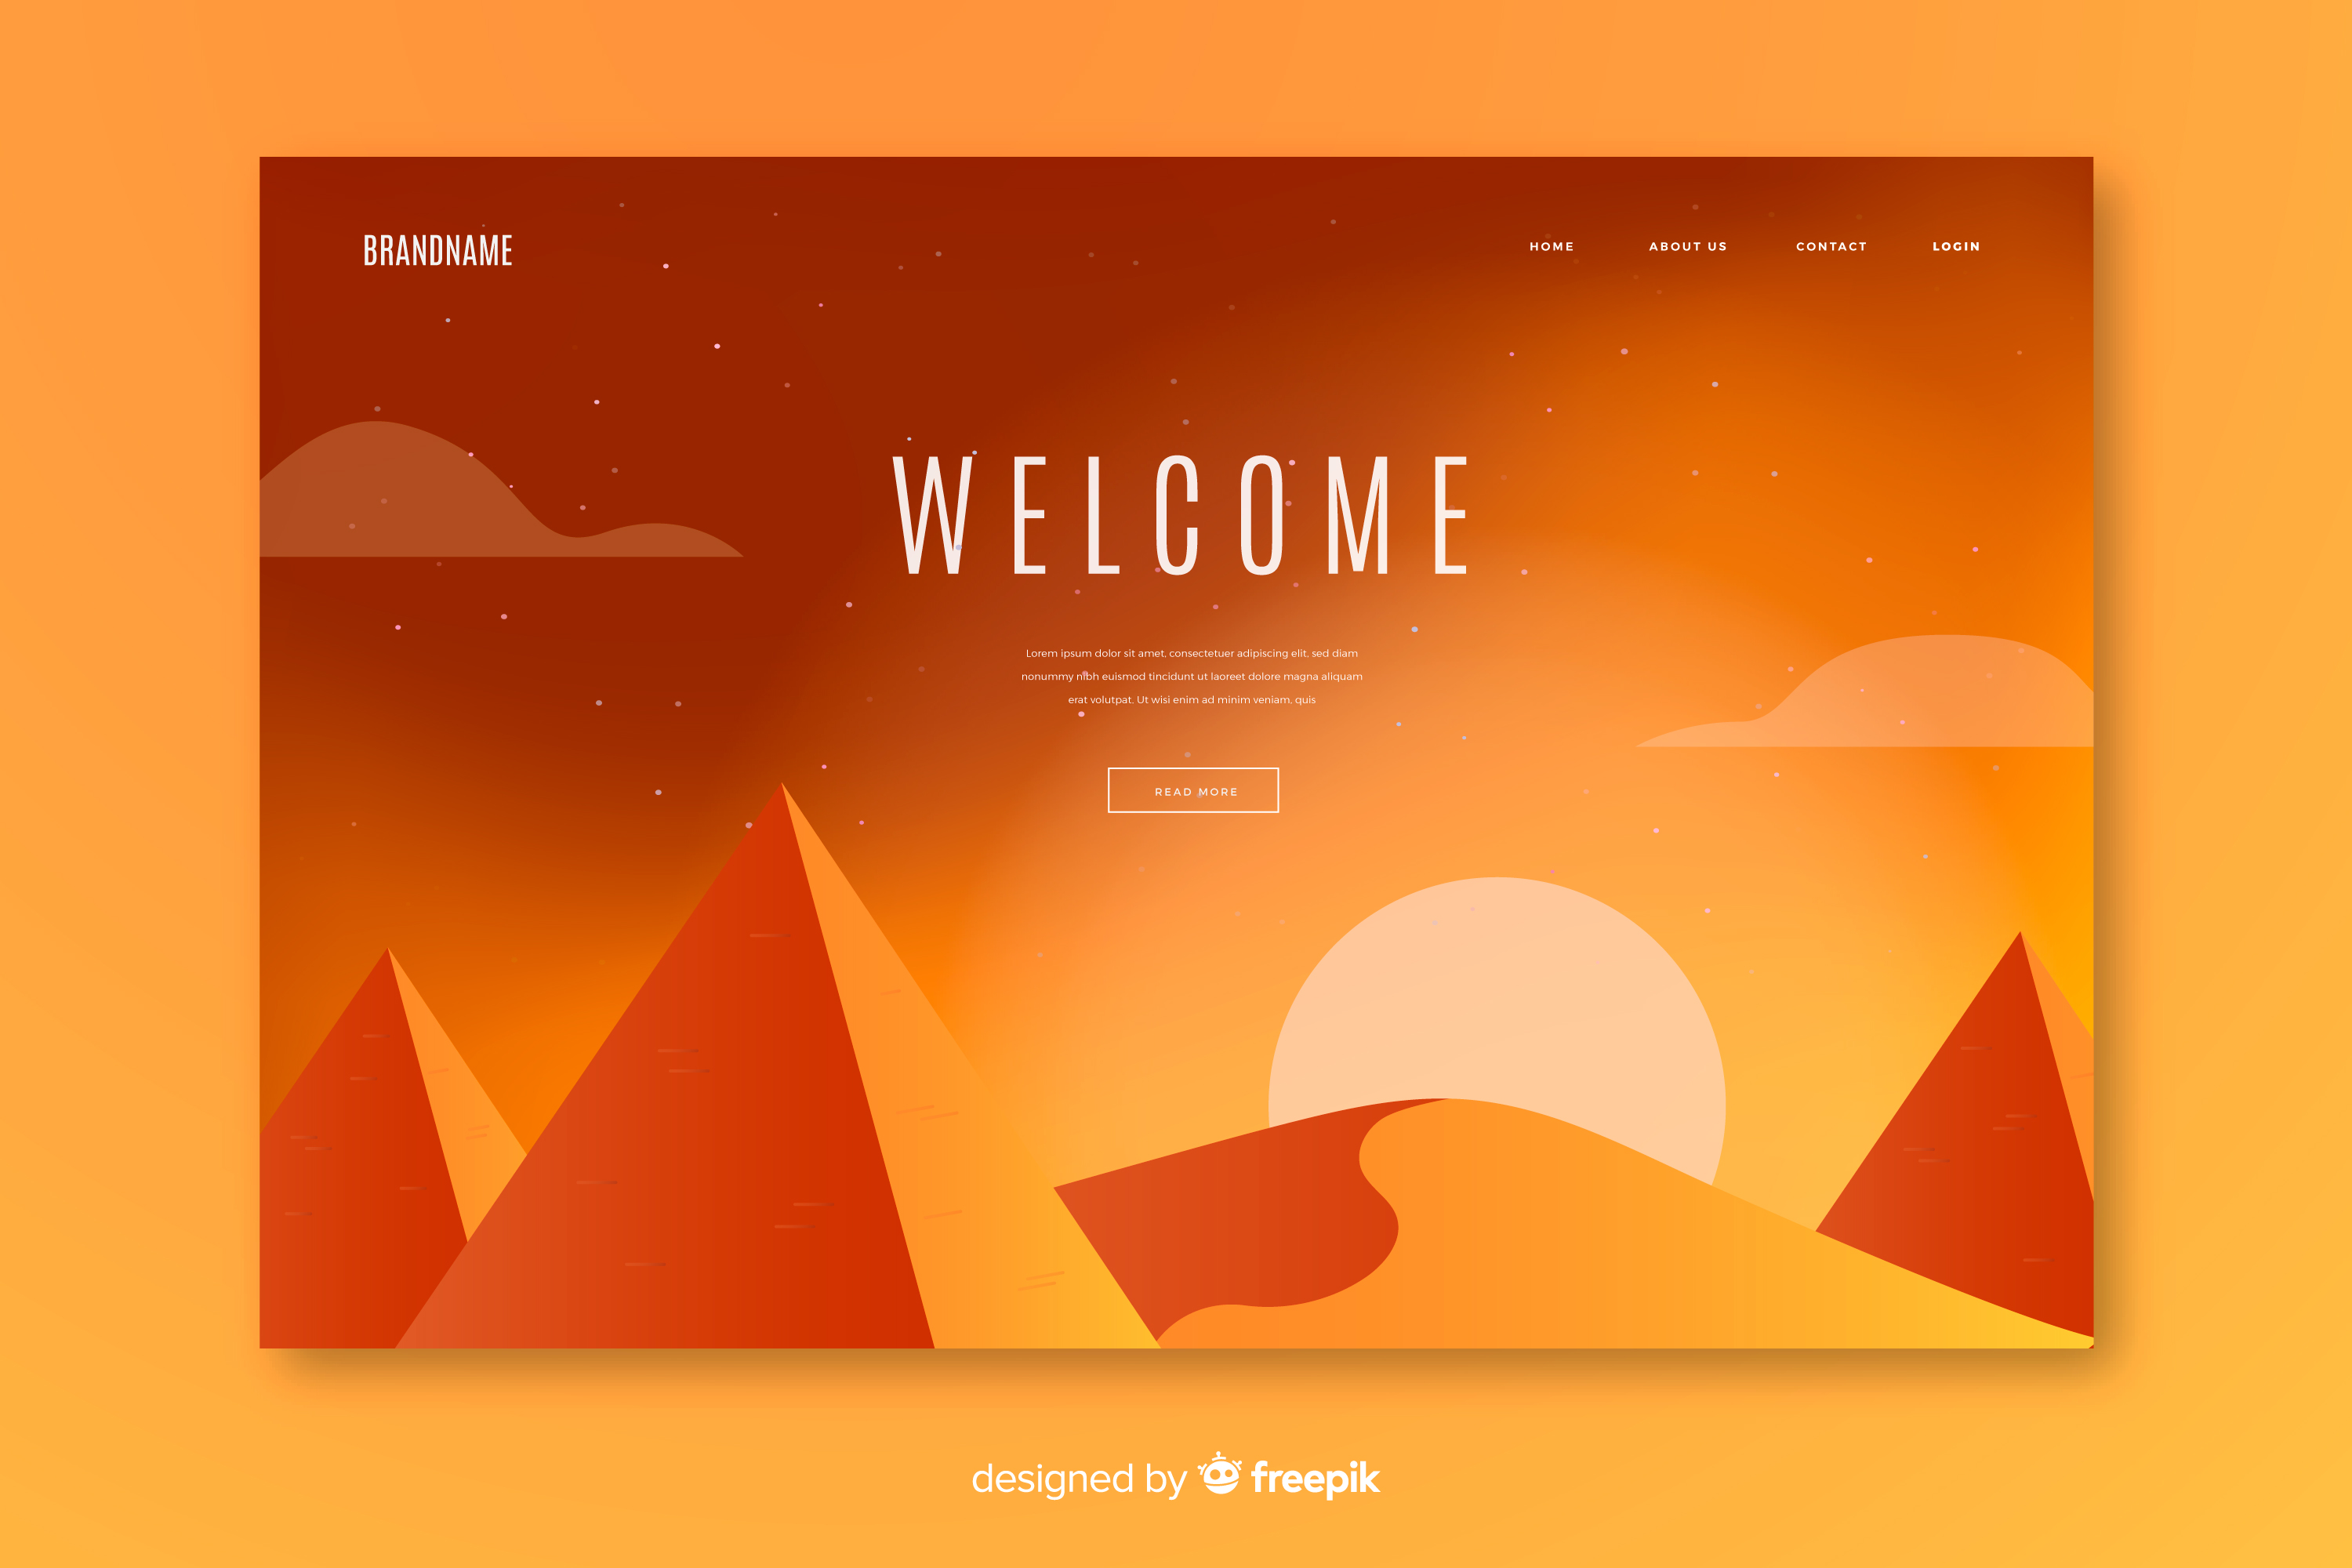 BRANDNAME
HOME ABOUT US CONTACT LOGIN
WELCOME
Lorem ipsum dolor sit amet, consectetuer adipiscing elit, sed diam
nonummy nibh euismod tincidunt ut laoreet dolore magna aliquam
erat volutpat. Ut wisi enim ad minim veniam, quis
READ MORE
designed by freepik